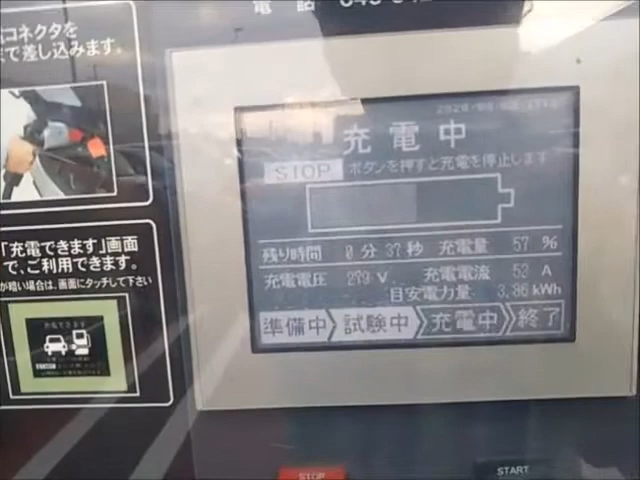 電話
コネクタを
まで差し込みます。
充電中
STOP ボタンを押すと充電を停止します
残り時間 0分37秒 充電量 57 %
充電電圧 V 充電電流 53 A
目安電力量 3.86 kWh
準備中 試験中 充電中 終了
「充電できます」画面
で、ご利用できます。
が暗い場合は、画面にタッチして下さい
充電できます
STOP
START